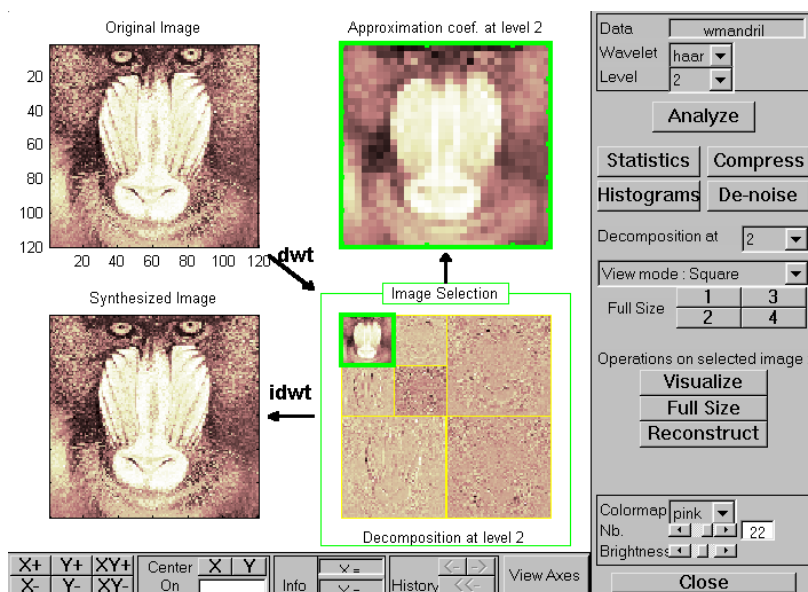 Original Image
Approximation coef. at level 2
20
40
60
80
100
120
20 40 60 80 100 120
dwt
Synthesized Image
Image Selection
idwt
Decomposition at level 2
Data wmandril
Wavelet haar
Level 2
Analyze
Statistics Compress
Histograms De-noise
Decomposition at 2
View mode : Square
Full Size 1 3
2 4
Operations on selected image
Visualize
Full Size
Reconstruct
Colormap pink
Nb. 22
Brightness
Close
X+ Y+ XY+
X- Y- XY-
Center X Y
On
Info X =
Y =
History <- ->
<<-
View Axes